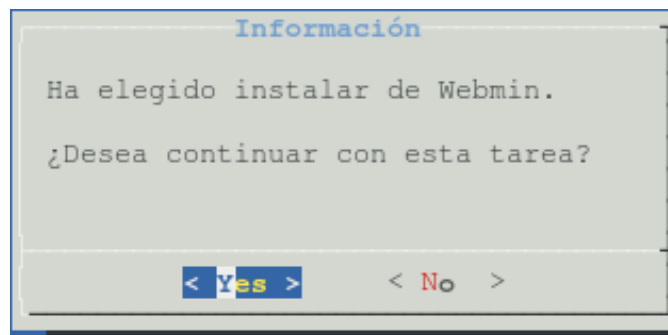 Información
Ha elegido instalar de Webmin.
¿Desea continuar con esta tarea?
< Yes > < No >